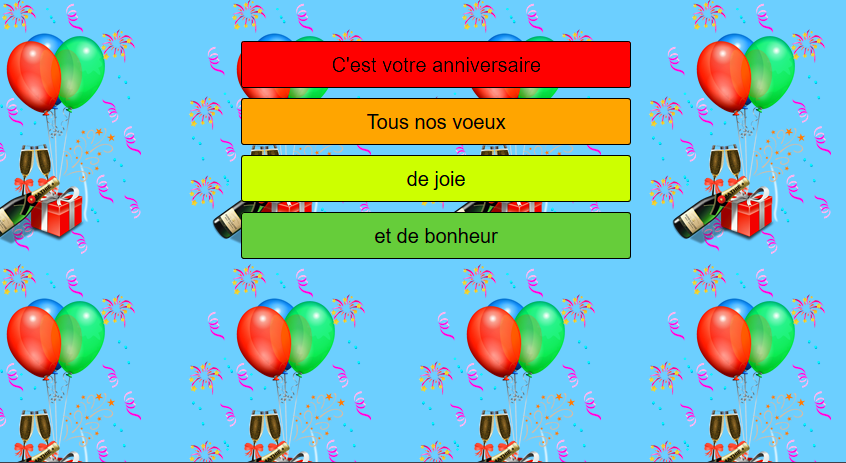 C'est votre anniversaire
Tous nos voeux
de joie
et de bonheur